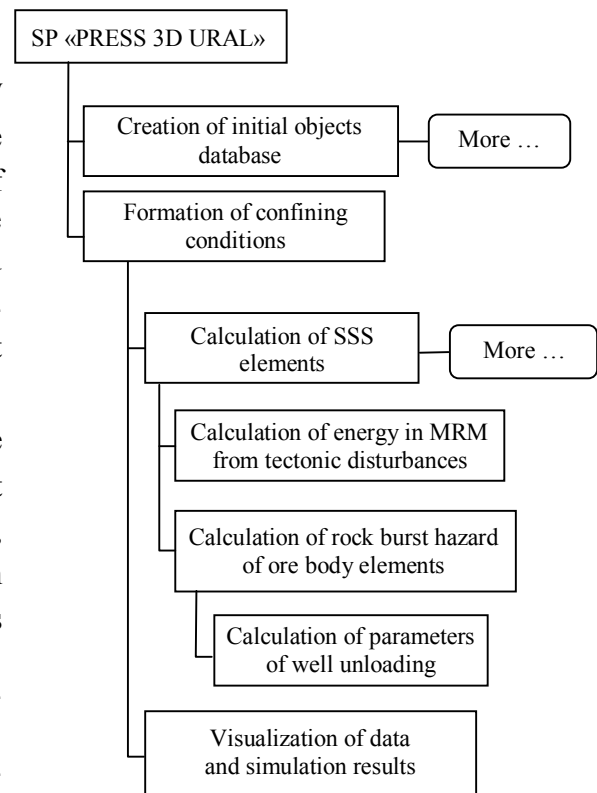 SP «PRESS 3D URAL»
Creation of initial objects
database
More …
Formation of confining
conditions
Calculation of SSS
elements
More …
Calculation of energy in MRM
from tectonic disturbances
Calculation of rock burst hazard
of ore body elements
Calculation of parameters
of well unloading
Visualization of data
and simulation results